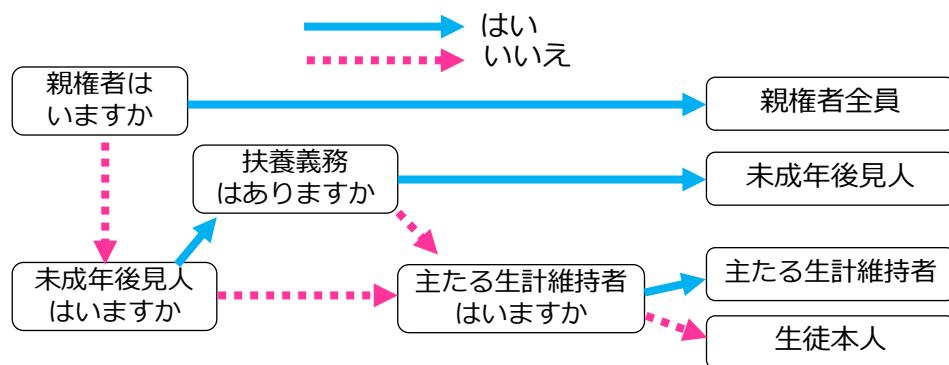 はい
いいえ
親権者は
いますか
親権者全員
扶養義務
はありますか
未成年後見人
未成年後見人
はいますか
主たる生計維持者
はいますか
主たる生計維持者
生徒本人